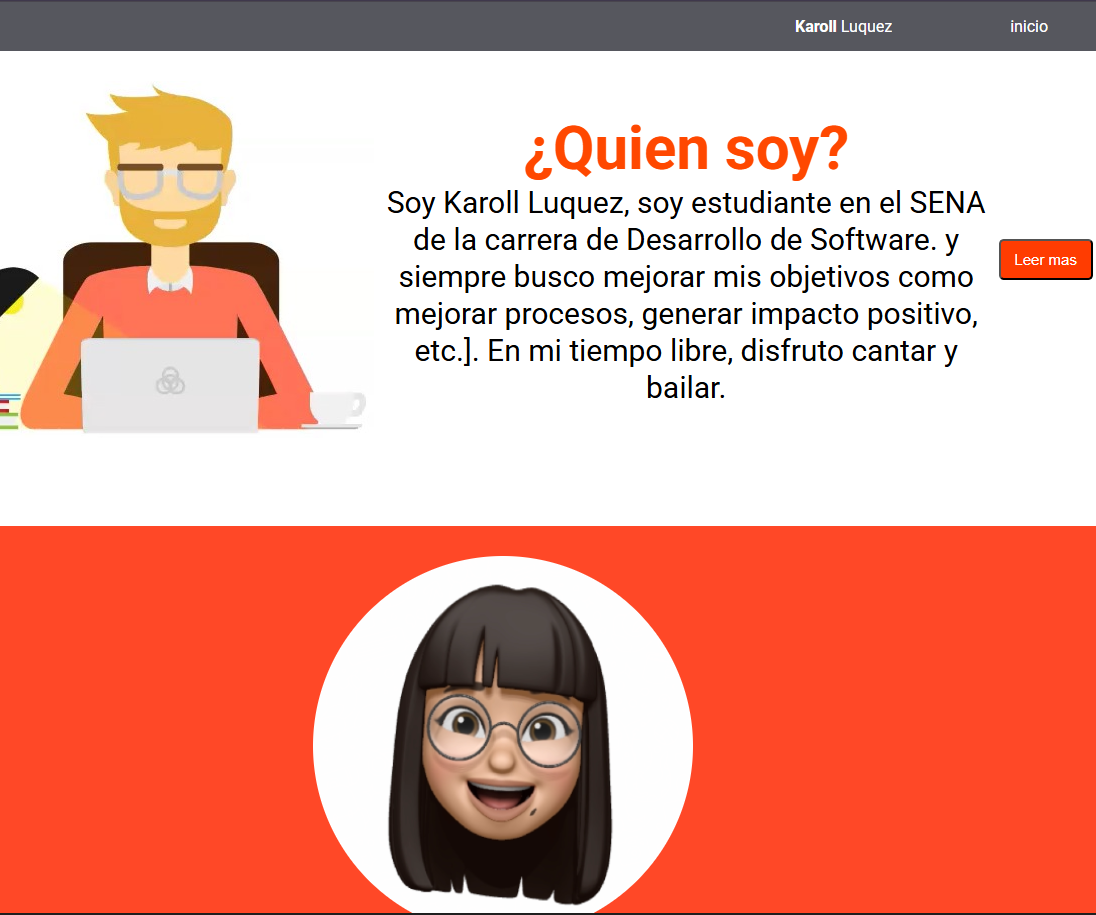 Karoll Luquez
inicio
¿Quien soy?
Soy Karoll Luquez, soy estudiante en el SENA
de la carrera de Desarrollo de Software. y
siempre busco mejorar mis objetivos como
mejorar procesos, generar impacto positivo,
etc.]. En mi tiempo libre, disfruto cantar y
bailar.
Leer mas